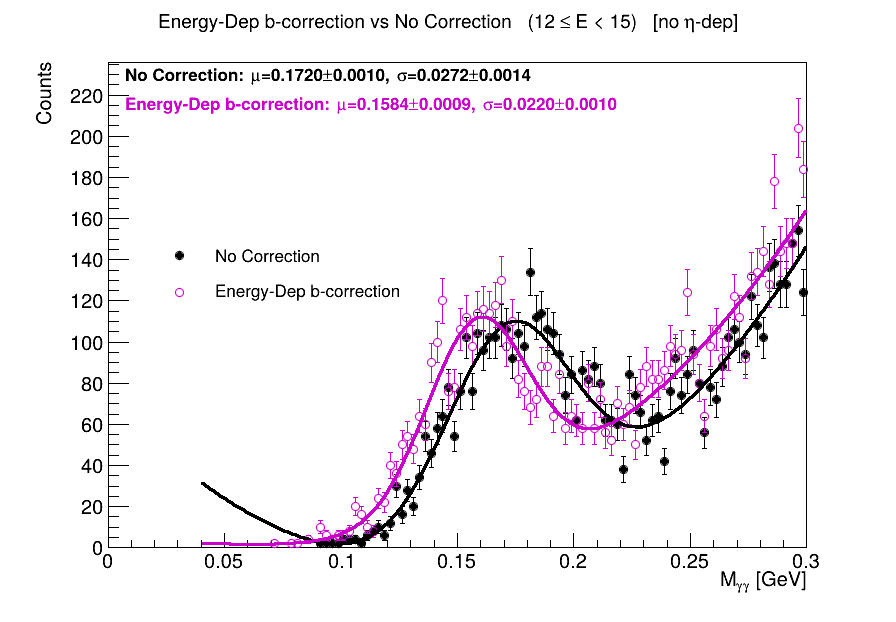 Energy-Dep b-correction vs No Correction (12 ≤ E < 15) [no η-dep]
Counts
No Correction: μ=0.1720±0.0010, σ=0.0272±0.0014
Energy-Dep b-correction: μ=0.1584±0.0009, σ=0.0220±0.0010
220
200
180
160
140
120
100
80
60
40
20
0
No Correction
Energy-Dep b-correction
0 0.05 0.1 0.15 0.2 0.25 0.3
Mγγ [GeV]